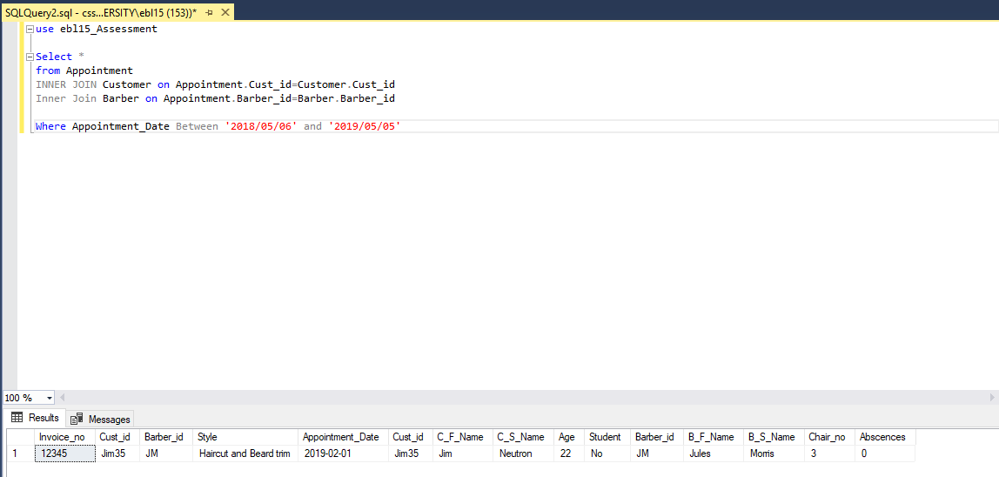 SQLQuery2.sql - css...ERSITY\ebl15 (153))*
use ebl15_Assessment
Select *
from Appointment
INNER JOIN Customer on Appointment.Cust_id=Customer.Cust_id
Inner Join Barber on Appointment.Barber_id=Barber.Barber_id
Where Appointment_Date Between '2018/05/06' and '2019/05/05'
100 %
Results Messages
Invoice_no Cust_id Barber_id Style Appointment_Date Cust_id C_F_Name C_S_Name Age Student Barber_id B_F_Name B_S_Name Chair_no Abscences
1 12345 Jim35 JM Haircut and Beard trim 2019-02-01 Jim35 Jim Neutron 22 No JM Jules Morris 3 0